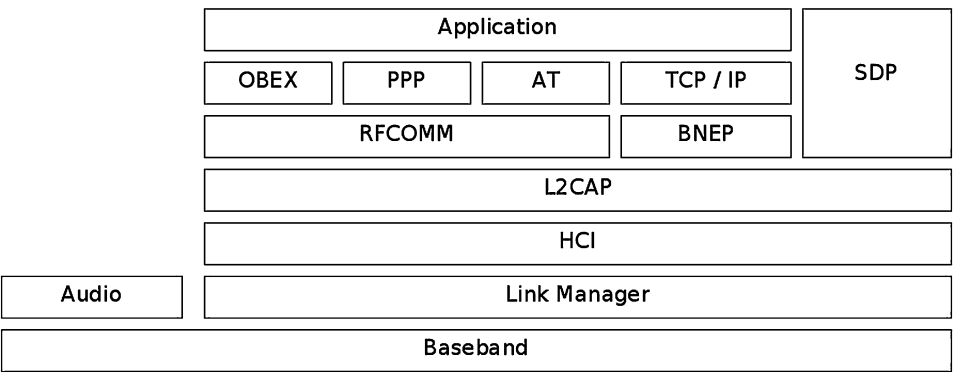 Application
SDP
OBEX PPP AT TCP / IP
RFCOMM BNEP
L2CAP
HCI
Audio Link Manager
Baseband